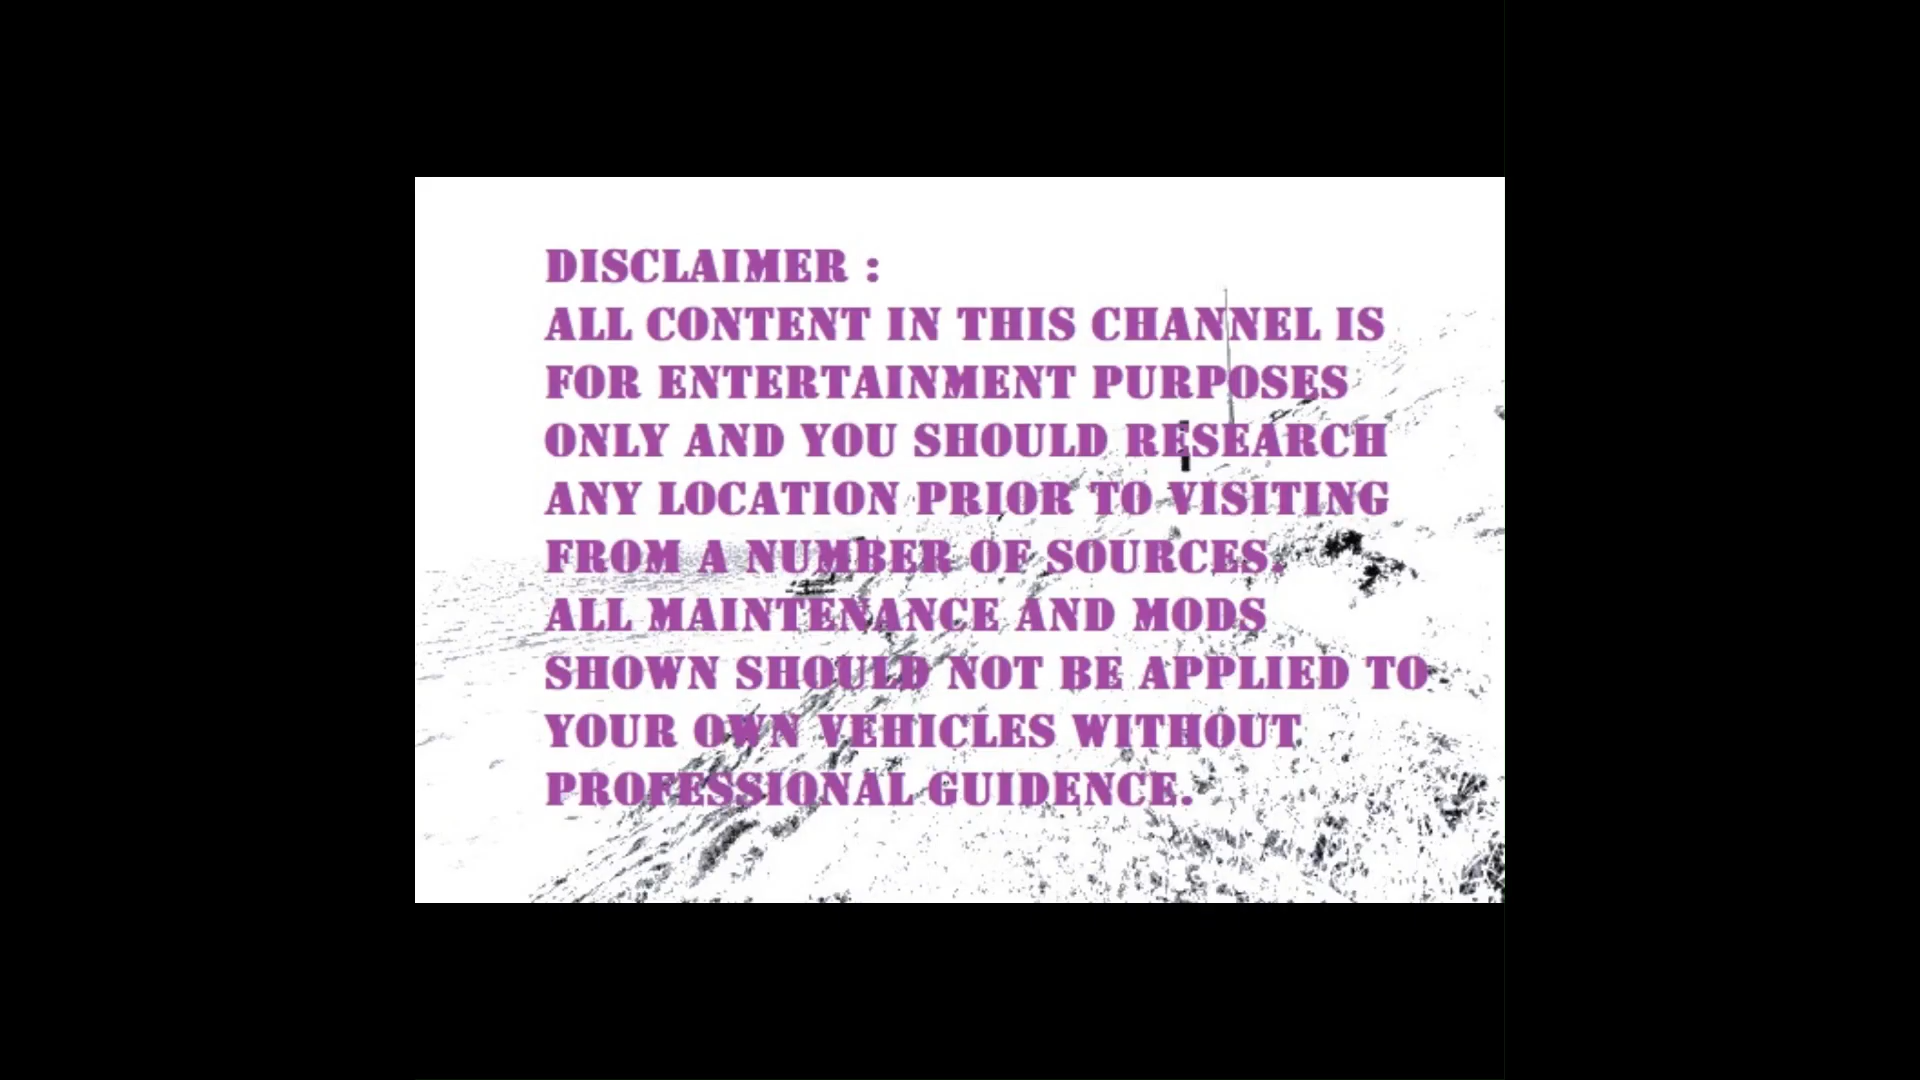 DISCLAIMER :
ALL CONTENT IN THIS CHANNEL IS
FOR ENTERTAINMENT PURPOSES
ONLY AND YOU SHOULD RESEARCH
ANY LOCATION PRIOR TO VISITING
FROM A NUMBER OF SOURCES.
ALL MAINTENANCE AND MODS
SHOWN SHOULD NOT BE APPLIED TO
YOUR OWN VEHICLES WITHOUT
PROFESSIONAL GUIDENCE.